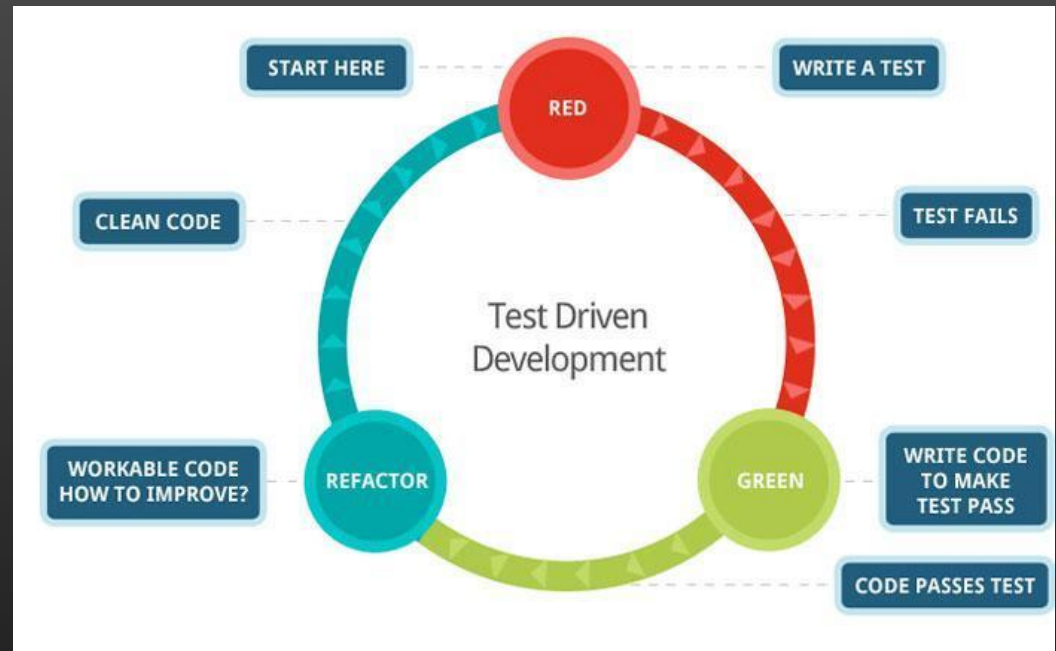 START HERE
RED
WRITE A TEST
CLEAN CODE
TEST FAILS
Test Driven
Development
WORKABLE CODE
HOW TO IMPROVE?
REFACTOR
GREEN
WRITE CODE
TO MAKE
TEST PASS
CODE PASSES TEST